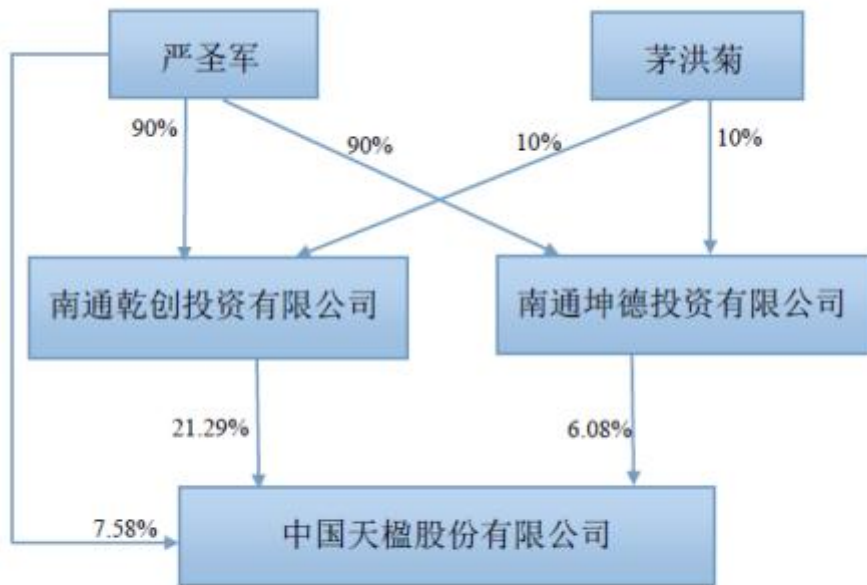 严圣军
茅洪菊
90%
90%
10%
10%
南通乾创投资有限公司
南通坤德投资有限公司
21.29%
6.08%
7.58%
中国天楹股份有限公司